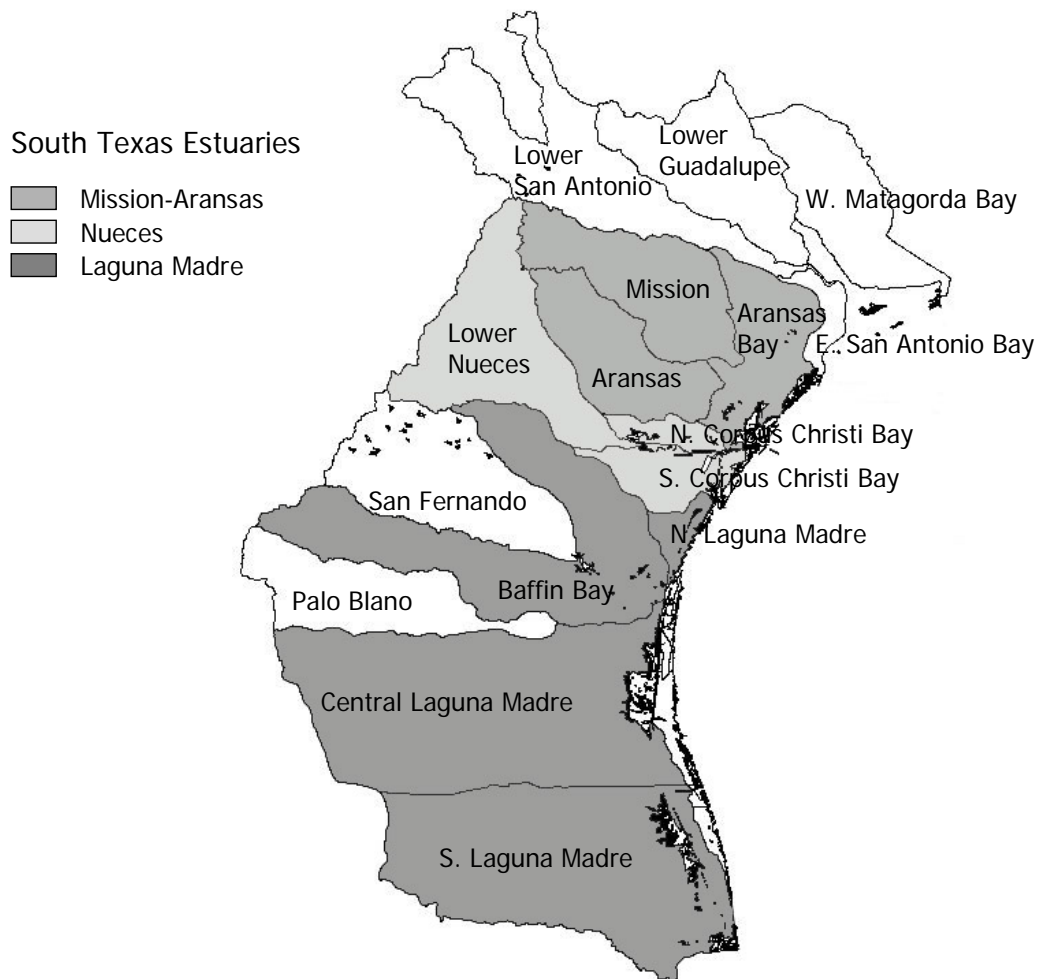 South Texas Estuaries
Mission-Aransas
Nueces
Laguna Madre
Lower
San Antonio
Lower
Guadalupe
W. Matagorda Bay
Mission
Aransas
Bay
E. San Antonio Bay
Lower
Nueces
Aransas
N. Corpus Christi Bay
S. Corpus Christi Bay
San Fernando
N. Laguna Madre
Baffin Bay
Palo Blano
Central Laguna Madre
S. Laguna Madre